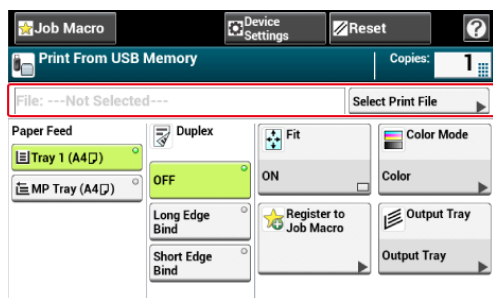 Job Macro
Device
Settings
Reset
?
Print From USB Memory
Copies:
1
File: ---Not Selected---
Select Print File
Paper Feed
Tray 1 (A4)
MP Tray (A4)
Duplex
OFF
Long Edge
Bind
Short Edge
Bind
Fit
ON
Register to
Job Macro
Color Mode
Color
Output Tray
Output Tray